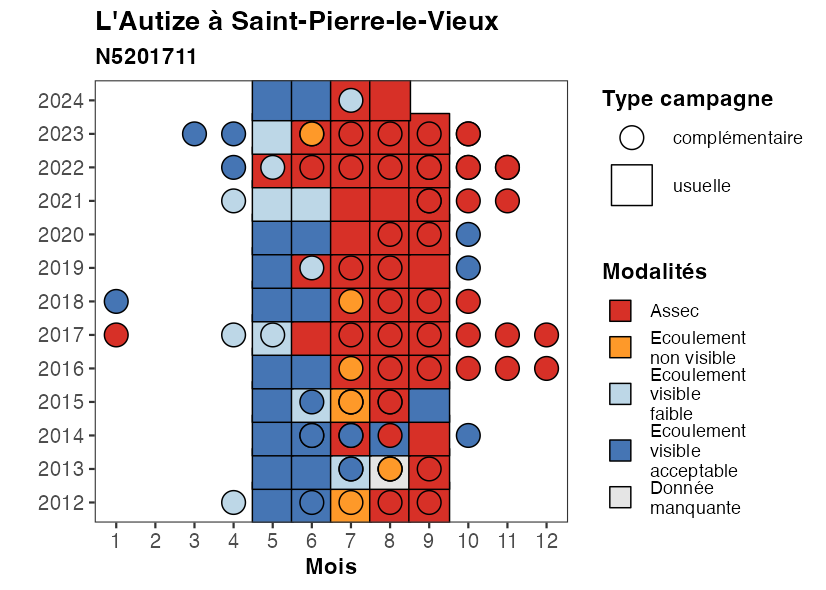 L'Autize à Saint-Pierre-le-Vieux
N5201711
2024
2023
2022
2021
2020
2019
2018
2017
2016
2015
2014
2013
2012
1 2 3 4 5 6 7 8 9 10 11 12
Mois
Type campagne
complémentaire
usuelle
Modalités
Assec
Ecoulement
non visible
Ecoulement
visible
faible
Ecoulement
visible
acceptable
Donnée
manquante